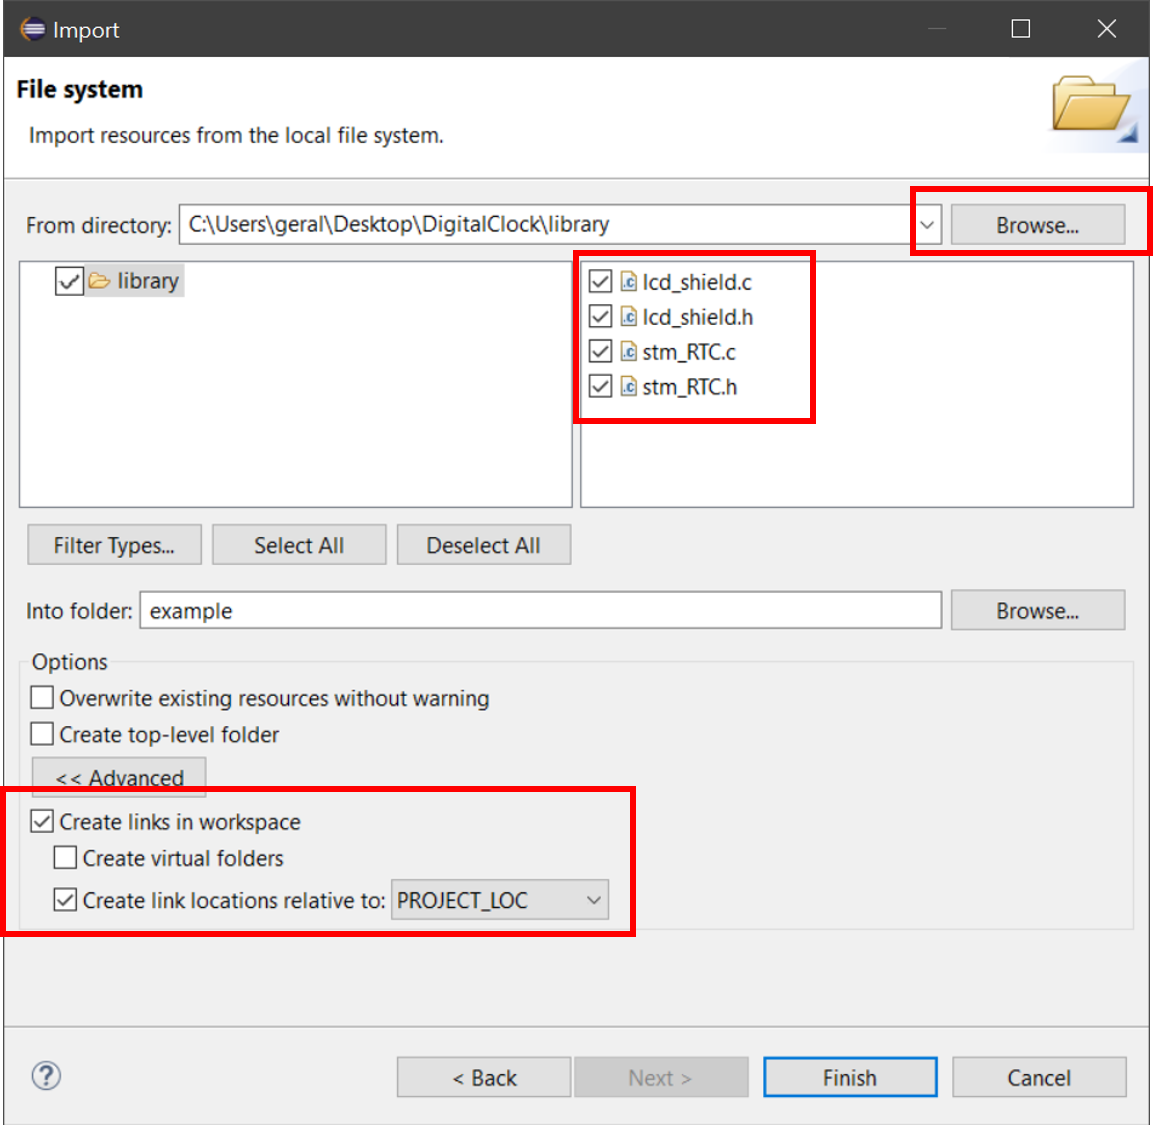 Import
File system
Import resources from the local file system.
From directory: C:\Users\geral\Desktop\DigitalClock\library Browse...
library
lcd_shield.c
lcd_shield.h
stm_RTC.c
stm_RTC.h
Filter Types... Select All Deselect All
Into folder: example Browse...
Options
Overwrite existing resources without warning
Create top-level folder
<< Advanced
Create links in workspace
Create virtual folders
Create link locations relative to: PROJECT_LOC
? < Back Next > Finish Cancel